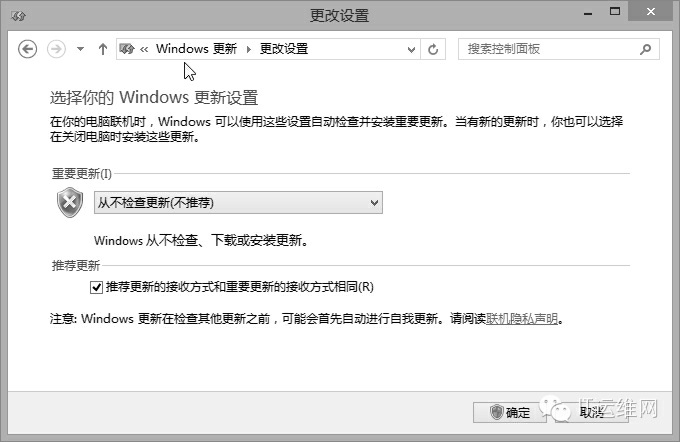 更改设置
« Windows 更新 ▸ 更改设置
搜索控制面板
选择你的 Windows 更新设置
在你的电脑联机时，Windows 可以使用这些设置自动检查并安装重要更新。当有新的更新时，你也可以选择
在关闭电脑时安装这些更新。
重要更新(I)
从不检查更新(不推荐)
Windows 从不检查、下载或安装更新。
推荐更新
推荐更新的接收方式和重要更新的接收方式相同(R)
注意: Windows 更新在检查其他更新之前，可能会首先自动进行自我更新。请阅读联机隐私声明。
确定
取消
IT运维网